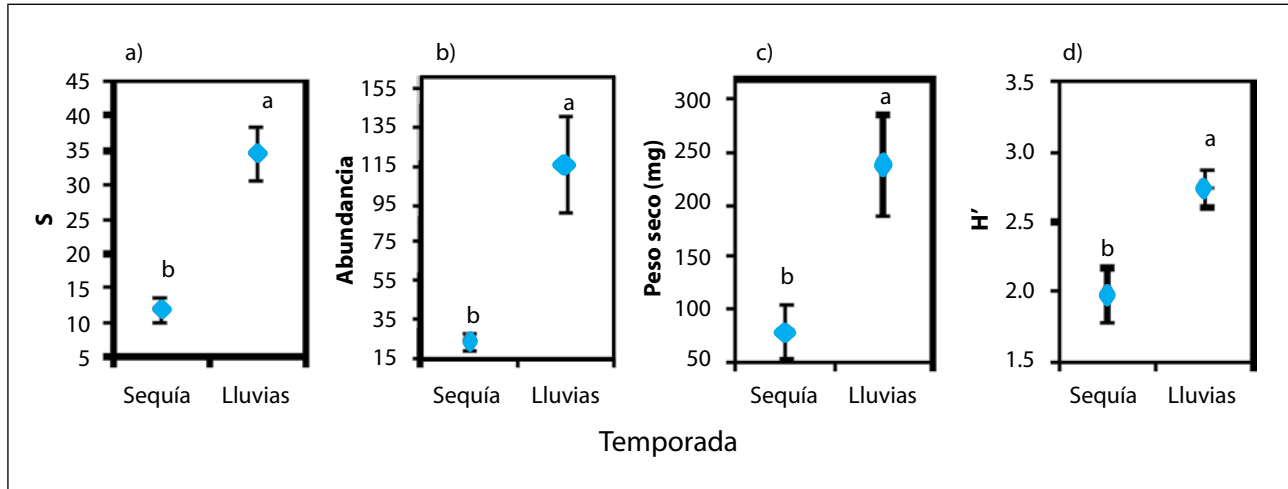 a)
S
45
40
35
30
25
20
15
10
5
a
b
Sequía Lluvias
b)
Abundancia
155
135
115
95
75
55
35
15
a
b
Sequía Lluvias
c)
Peso seco (mg)
300
250
200
150
100
50
a
b
Sequía Lluvias
d)
H′
3.5
3.0
2.5
2.0
1.5
a
b
Sequía Lluvias
Temporada